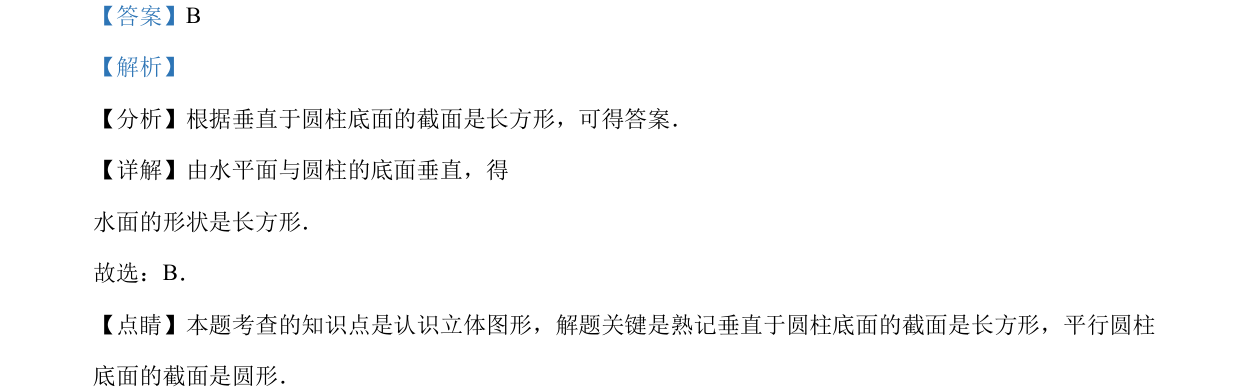 【答案】B
【解析】
【分析】根据垂直于圆柱底面的截面是长方形，可得答案．
【详解】由水平面与圆柱的底面垂直，得
水面的形状是长方形．
故选：B．
【点睛】本题考查的知识点是认识立体图形，解题关键是熟记垂直于圆柱底面的截面是长方形，平行圆柱
底面的截面是圆形．